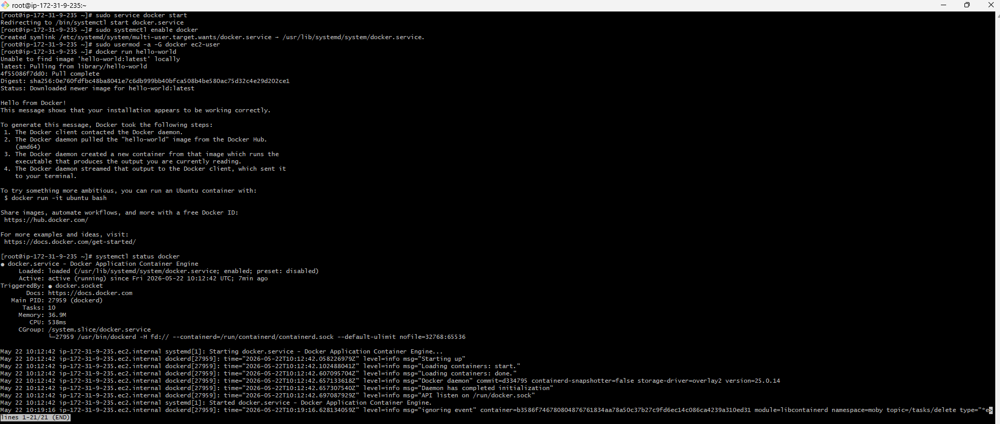 root@ip-172-31-9-235:~
[root@ip-172-31-9-235 ~]# sudo service docker start
Redirecting to /bin/systemctl start docker.service
[root@ip-172-31-9-235 ~]# sudo systemctl enable docker
Created symlink /etc/systemd/system/multi-user.target.wants/docker.service → /usr/lib/systemd/system/docker.service.
[root@ip-172-31-9-235 ~]# sudo usermod -a -G docker ec2-user
[root@ip-172-31-9-235 ~]# docker run hello-world
Unable to find image 'hello-world:latest' locally
latest: Pulling from library/hello-world
4f55086f7dd0: Pull complete
Digest: sha256:0e760fdfbc48ba8041e7c6db999bb40bfca508b4be580ac75d32c4e29d202ce1
Status: Downloaded newer image for hello-world:latest

Hello from Docker!
This message shows that your installation appears to be working correctly.

To generate this message, Docker took the following steps:
 1. The Docker client contacted the Docker daemon.
 2. The Docker daemon pulled the "hello-world" image from the Docker Hub.
    (amd64)
 3. The Docker daemon created a new container from that image which runs the
    executable that produces the output you are currently reading.
 4. The Docker daemon streamed that output to the Docker client, which sent it
    to your terminal.

To try something more ambitious, you can run an Ubuntu container with:
 $ docker run -it ubuntu bash

Share images, automate workflows, and more with a free Docker ID:
 https://hub.docker.com/

For more examples and ideas, visit:
 https://docs.docker.com/get-started/

[root@ip-172-31-9-235 ~]# systemctl status docker
● docker.service - Docker Application Container Engine
     Loaded: loaded (/usr/lib/systemd/system/docker.service; enabled; preset: disabled)
     Active: active (running) since Fri 2026-05-22 10:12:42 UTC; 7min ago
TriggeredBy: ● docker.socket
       Docs: https://docs.docker.com
   Main PID: 27959 (dockerd)
      Tasks: 10
     Memory: 36.9M
        CPU: 538ms
     CGroup: /system.slice/docker.service
             └─27959 /usr/bin/dockerd -H fd:// --containerd=/run/containerd/containerd.sock --default-ulimit nofile=32768:65536

May 22 10:12:42 ip-172-31-9-235.ec2.internal systemd[1]: Starting docker.service - Docker Application Container Engine...
May 22 10:12:42 ip-172-31-9-235.ec2.internal dockerd[27959]: time="2026-05-22T10:12:42.058226979Z" level=info msg="Starting up"
May 22 10:12:42 ip-172-31-9-235.ec2.internal dockerd[27959]: time="2026-05-22T10:12:42.102488041Z" level=info msg="Loading containers: start."
May 22 10:12:42 ip-172-31-9-235.ec2.internal dockerd[27959]: time="2026-05-22T10:12:42.607095704Z" level=info msg="Loading containers: done."
May 22 10:12:42 ip-172-31-9-235.ec2.internal dockerd[27959]: time="2026-05-22T10:12:42.657133618Z" level=info msg="Docker daemon" commit=d334795 containerd-snapshotter=false storage-driver=overlay2 version=25.0.14
May 22 10:12:42 ip-172-31-9-235.ec2.internal dockerd[27959]: time="2026-05-22T10:12:42.657307540Z" level=info msg="Daemon has completed initialization"
May 22 10:12:42 ip-172-31-9-235.ec2.internal dockerd[27959]: time="2026-05-22T10:12:42.697087929Z" level=info msg="API listen on /run/docker.sock"
May 22 10:12:42 ip-172-31-9-235.ec2.internal systemd[1]: Started docker.service - Docker Application Container Engine.
May 22 10:19:16 ip-172-31-9-235.ec2.internal dockerd[27959]: time="2026-05-22T10:19:16.628134059Z" level=info msg="ignoring event" container=b3586f746780804876761834aa78a50c37b27c9fd6ec14c086ca4239a310ed31 module=libcontainerd namespace=moby topic=/tasks/delete type="*e>
lines 1-21/21 (END)